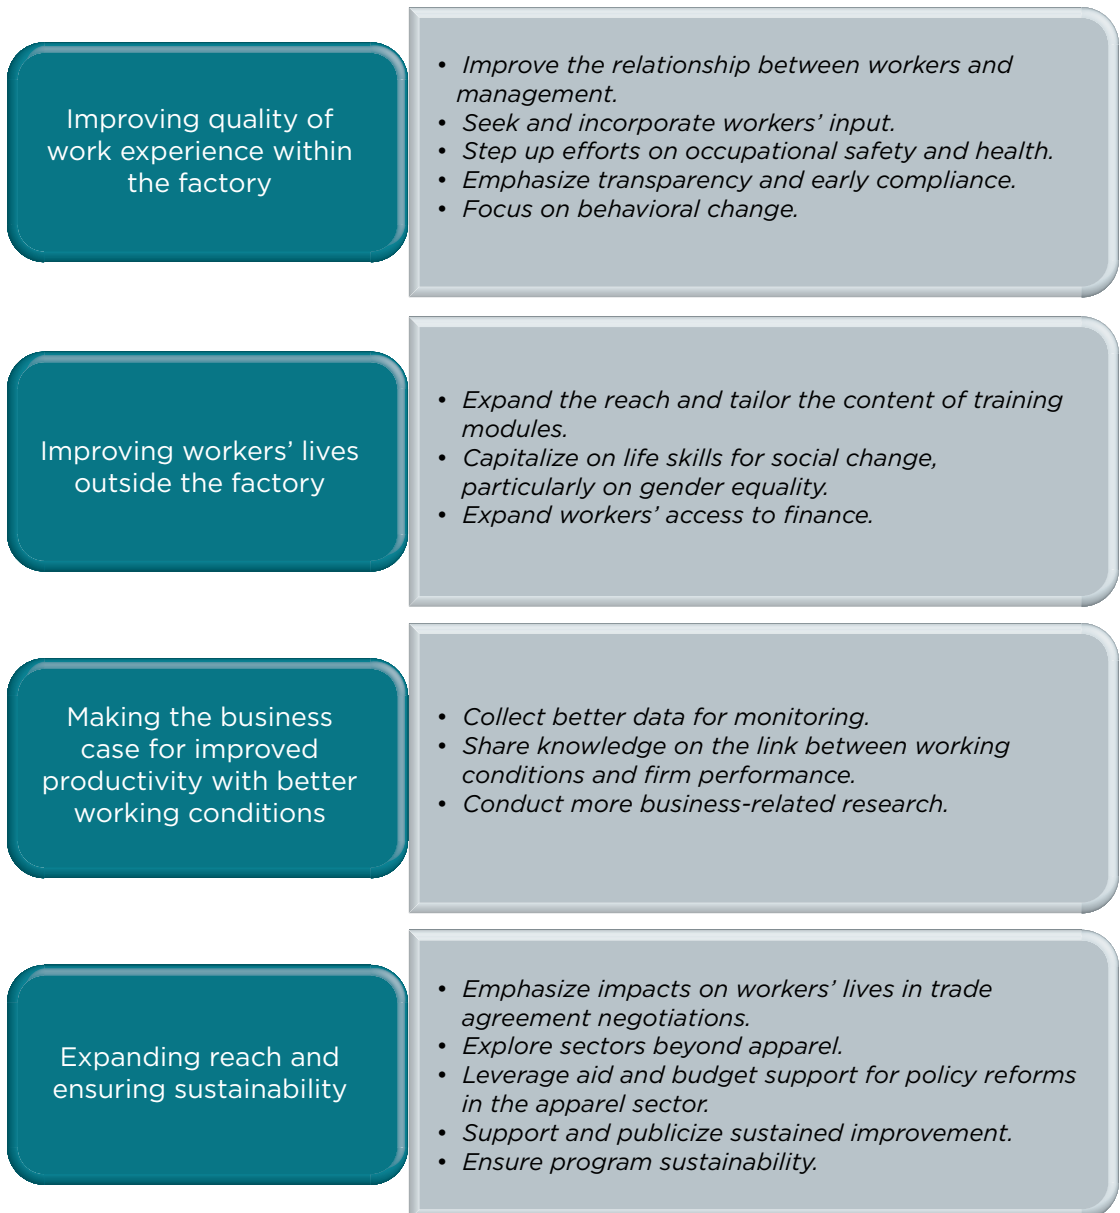 Improving quality of
work experience within
the factory
• Improve the relationship between workers and
management.
• Seek and incorporate workers’ input.
• Step up efforts on occupational safety and health.
• Emphasize transparency and early compliance.
• Focus on behavioral change.
Improving workers’ lives
outside the factory
• Expand the reach and tailor the content of training
modules.
• Capitalize on life skills for social change,
particularly on gender equality.
• Expand workers’ access to finance.
Making the business
case for improved
productivity with better
working conditions
• Collect better data for monitoring.
• Share knowledge on the link between working
conditions and firm performance.
• Conduct more business-related research.
Expanding reach and
ensuring sustainability
• Emphasize impacts on workers’ lives in trade
agreement negotiations.
• Explore sectors beyond apparel.
• Leverage aid and budget support for policy reforms
in the apparel sector.
• Support and publicize sustained improvement.
• Ensure program sustainability.